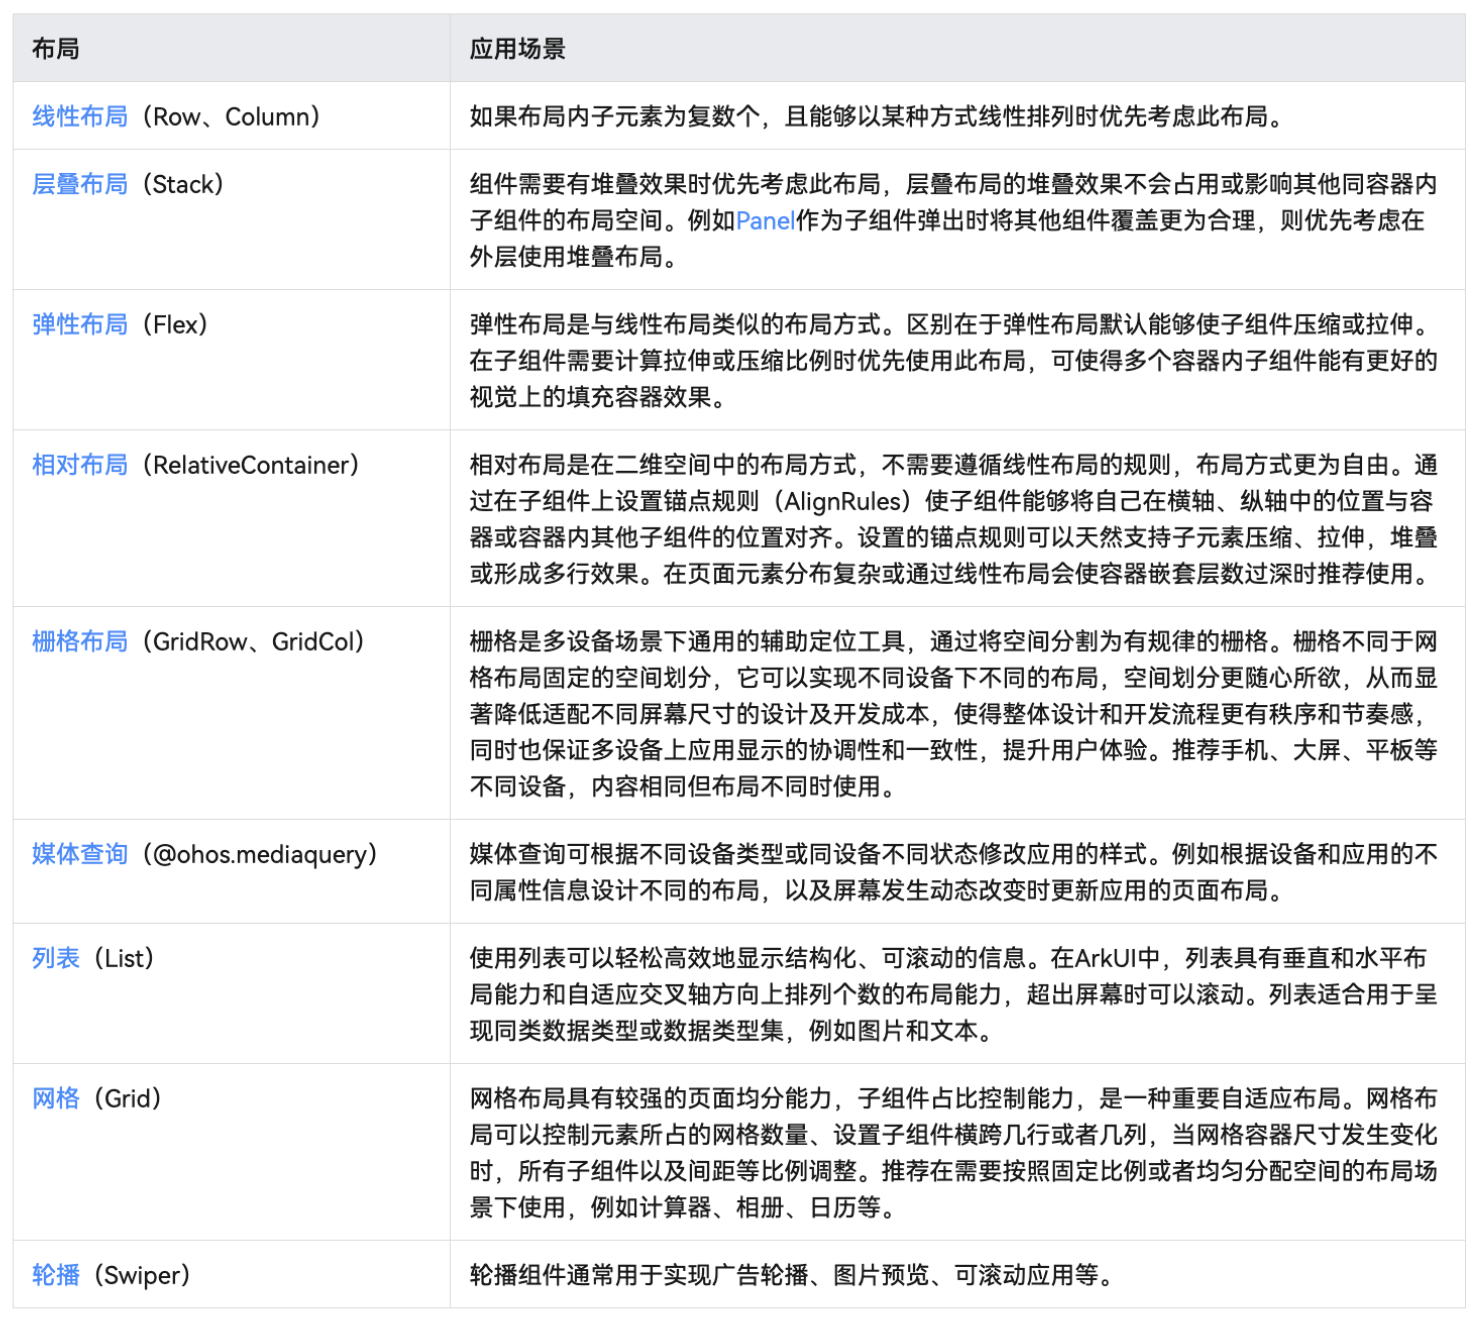 布局
应用场景
线性布局（Row、Column）
如果布局内子元素为复数个，且能够以某种方式线性排列时优先考虑此布局。
层叠布局（Stack）
组件需要有堆叠效果时优先考虑此布局，层叠布局的堆叠效果不会占用或影响其他同容器内
子组件的布局空间。例如Panel作为子组件弹出时将其他组件覆盖更为合理，则优先考虑在
外层使用堆叠布局。
弹性布局（Flex）
弹性布局是与线性布局类似的布局方式。区别在于弹性布局默认能够使子组件压缩或拉伸。
在子组件需要计算拉伸或压缩比例时优先使用此布局，可使得多个容器内子组件能有更好的
视觉上的填充容器效果。
相对布局（RelativeContainer）
相对布局是在二维空间中的布局方式，不需要遵循线性布局的规则，布局方式更为自由。通
过在子组件上设置锚点规则（AlignRules）使子组件能够将自己在横轴、纵轴中的位置与容
器或容器内其他子组件的位置对齐。设置的锚点规则可以天然支持子元素压缩、拉伸，堆叠
或形成多行效果。在页面元素分布复杂或通过线性布局会使容器嵌套层数过深时推荐使用。
栅格布局（GridRow、GridCol）
栅格是多设备场景下通用的辅助定位工具，通过将空间分割为有规律的栅格。栅格不同于网
格布局固定的空间划分，它可以实现不同设备下不同的布局，空间划分更随心所欲，从而显
著降低适配不同屏幕尺寸的设计及开发成本，使得整体设计和开发流程更有秩序和节奏感，
同时也保证多设备上应用显示的协调性和一致性，提升用户体验。推荐手机、大屏、平板等
不同设备，内容相同但布局不同时使用。
媒体查询（@ohos.mediaquery）
媒体查询可根据不同设备类型或同设备不同状态修改应用的样式。例如根据设备和应用的不
同属性信息设计不同的布局，以及屏幕发生动态改变时更新应用的页面布局。
列表（List）
使用列表可以轻松高效地显示结构化、可滚动的信息。在ArkUI中，列表具有垂直和水平布
局能力和自适应交叉轴方向上排列个数的布局能力，超出屏幕时可以滚动。列表适合用于呈
现同类数据类型或数据类型集，例如图片和文本。
网格（Grid）
网格布局具有较强的页面均分能力，子组件占比控制能力，是一种重要自适应布局。网格布
局可以控制元素所占的网格数量、设置子组件横跨几行或者几列，当网格容器尺寸发生变化
时，所有子组件以及间距等比例调整。推荐在需要按照固定比例或者均匀分配空间的布局场
景下使用，例如计算器、相册、日历等。
轮播（Swiper）
轮播组件通常用于实现广告轮播、图片预览、可滚动应用等。